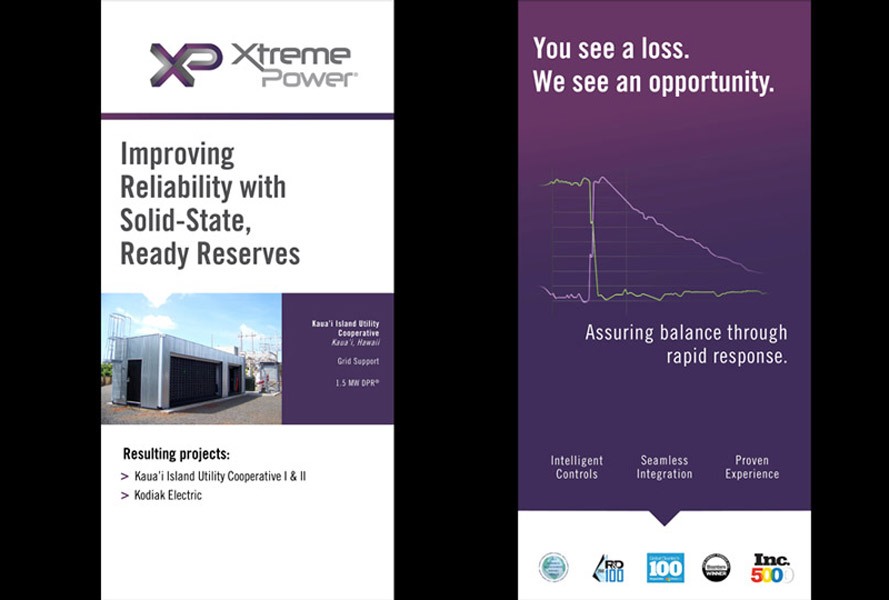 XP Xtreme
Power®
Improving
Reliability with
Solid-State,
Ready Reserves
Kaua'i Island Utility
Cooperative
Kaua'i, Hawaii
Grid Support
1.5 MW DPR®
Resulting projects:
> Kaua'i Island Utility Cooperative I & II
> Kodiak Electric
You see a loss.
We see an opportunity.
Assuring balance through
rapid response.
Intelligent
Controls
Seamless
Integration
Proven
Experience
R&D
100
100
WINNER
Inc.
5000